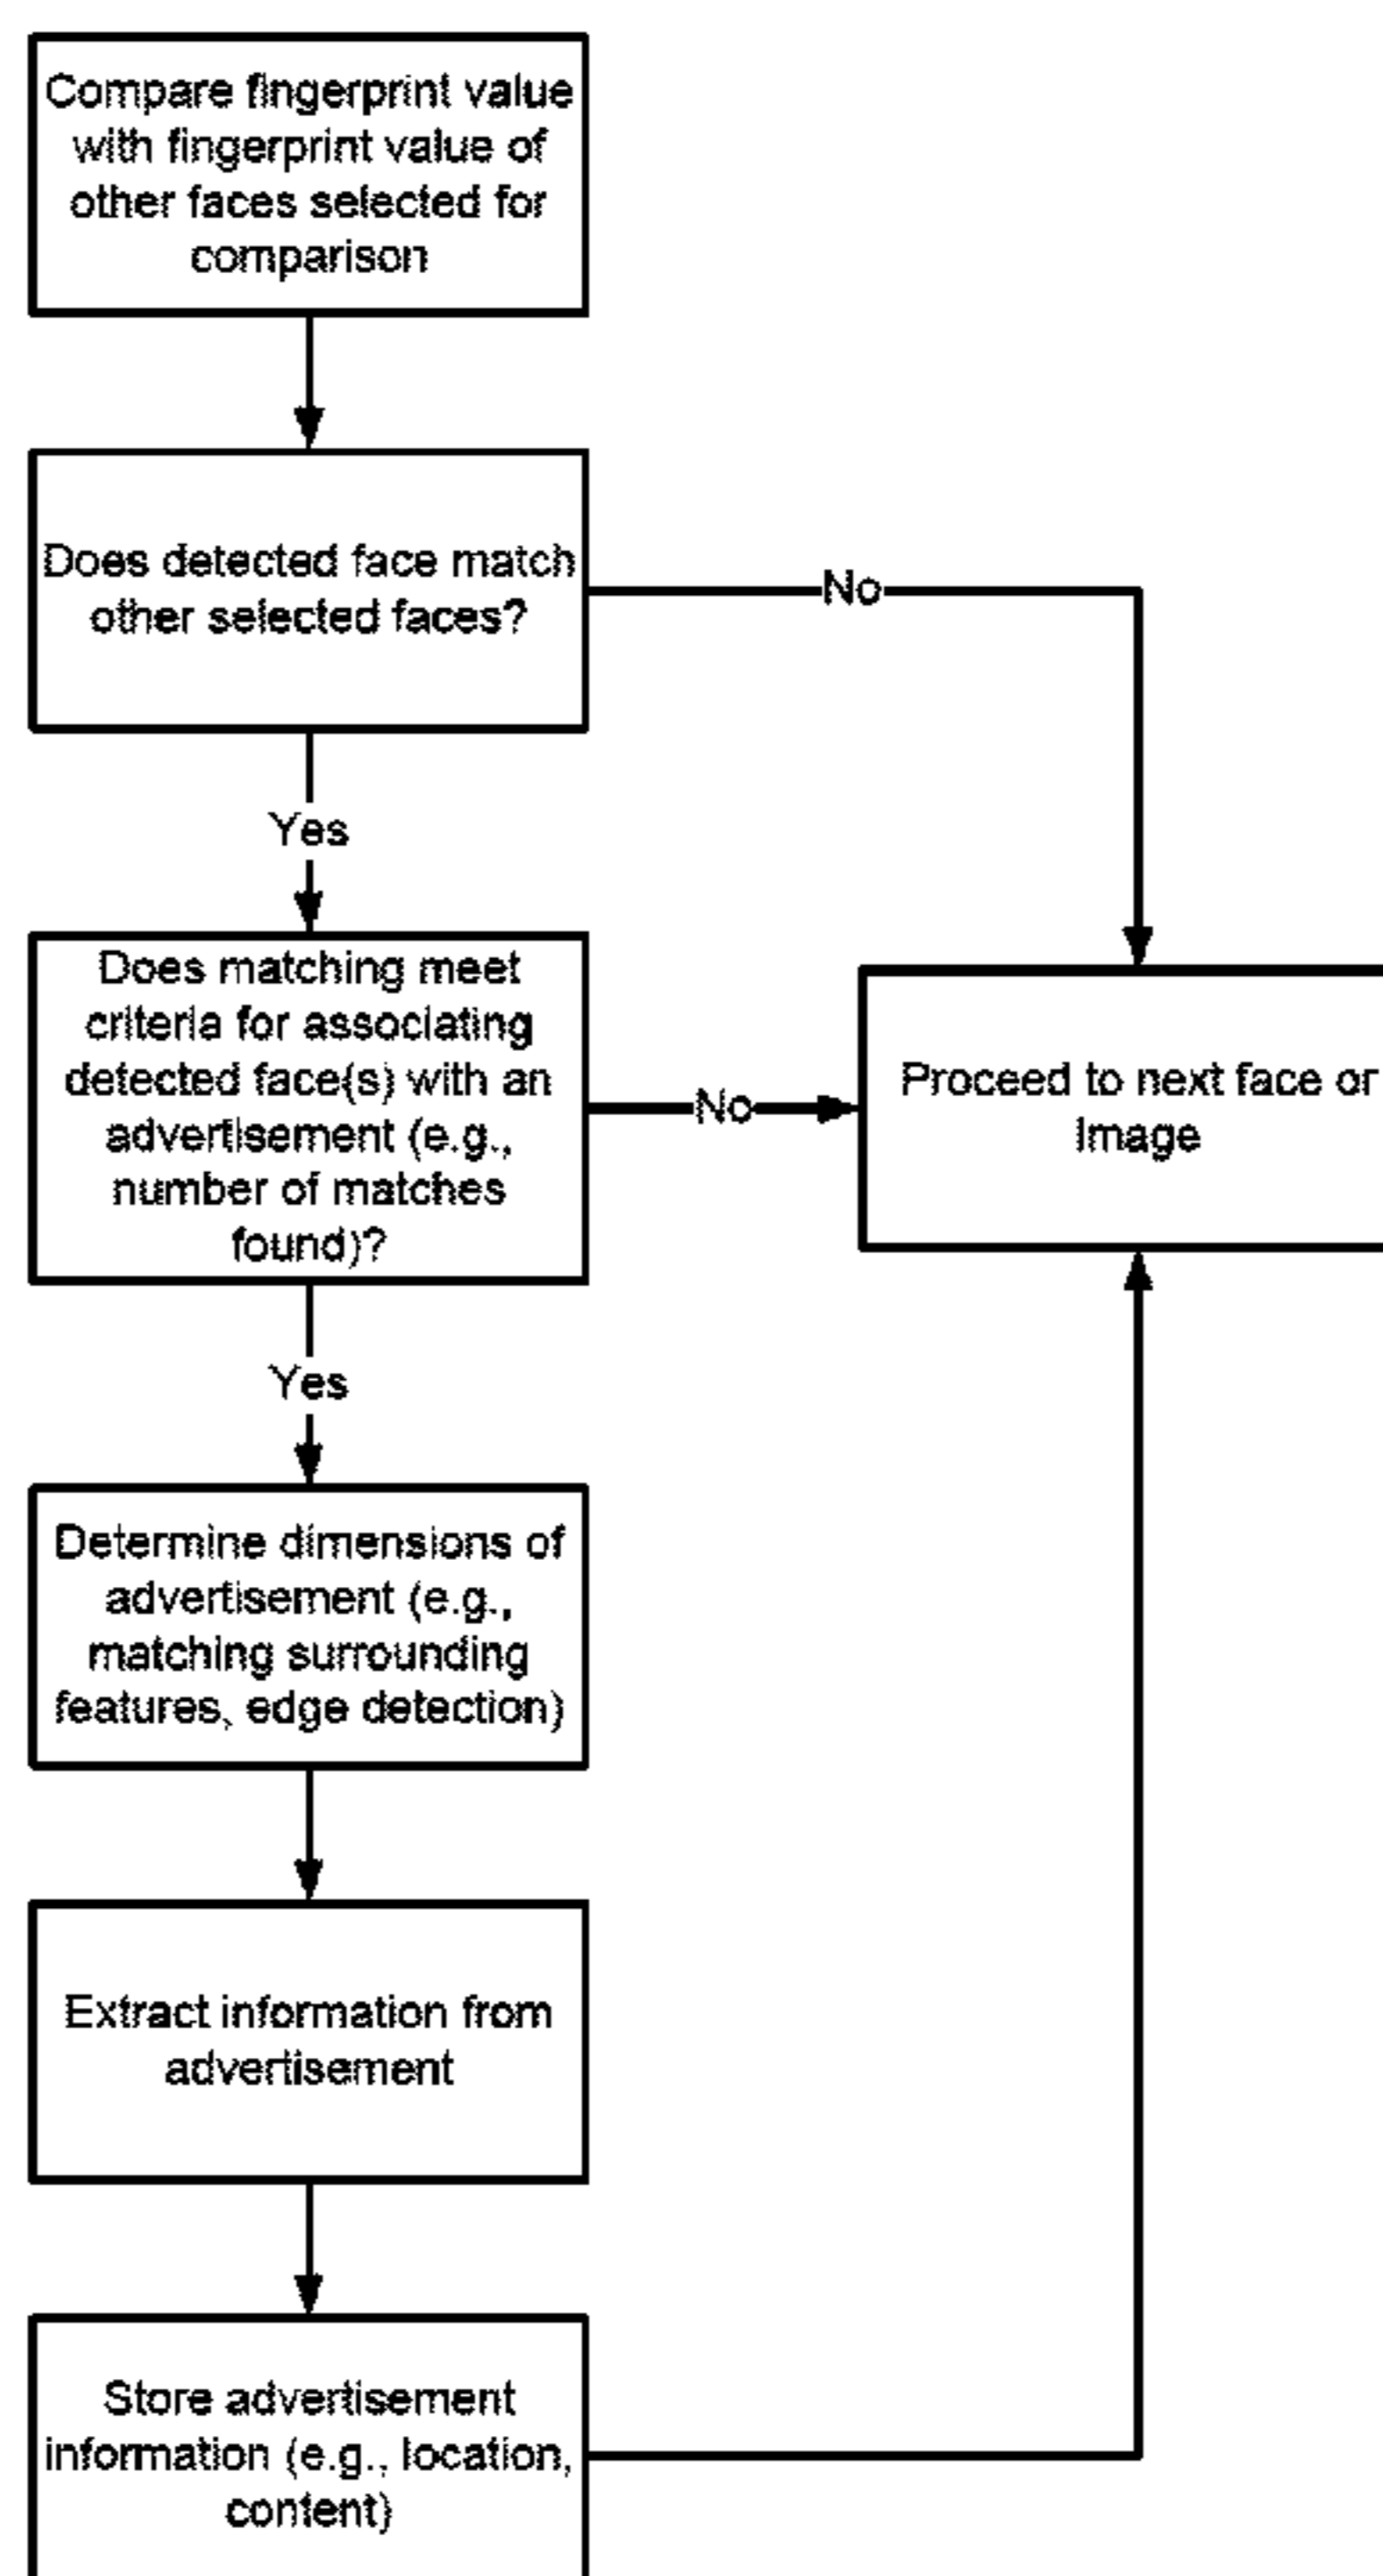 Compare fingerprint value
with fingerprint value of
other faces selected for
comparison
Does detected face match
other selected faces?
No
Yes
Does matching meet
criteria for associating
detected face(s) with an
advertisement (e.g.,
number of matches
found)?
No
Proceed to next face or
Image
Yes
Determine dimensions of
advertisement (e.g.,
matching surrounding
features, edge detection)
Extract information from
advertisement
Store advertisement
information (e.g., location,
content)